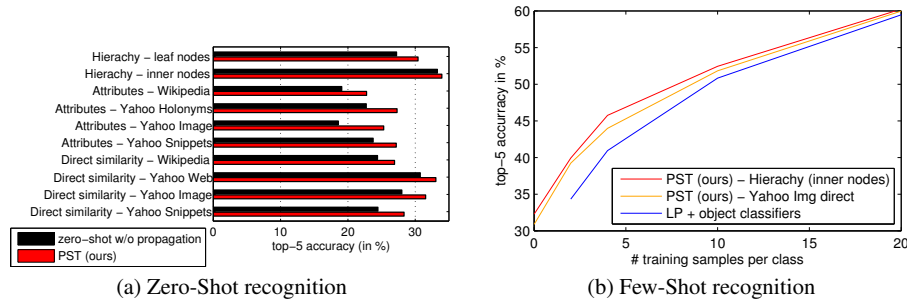 Hierachy − leaf nodes
Hierachy − inner nodes
Attributes − Wikipedia
Attributes − Yahoo Holonyms
Attributes − Yahoo Image
Attributes − Yahoo Snippets
Direct similarity − Wikipedia
Direct similarity − Yahoo Web
Direct similarity − Yahoo Image
Direct similarity − Yahoo Snippets
0 10 20 30
top−5 accuracy (in %)
zero−shot w/o propagation
PST (ours)
(a) Zero-Shot recognition
60
55
50
45
40
35
30
top−5 accurracy in %
0 5 10 15 20
# training samples per class
PST (ours) − Hierachy (inner nodes)
PST (ours) − Yahoo Img direct
LP + object classifiers
(b) Few-Shot recognition